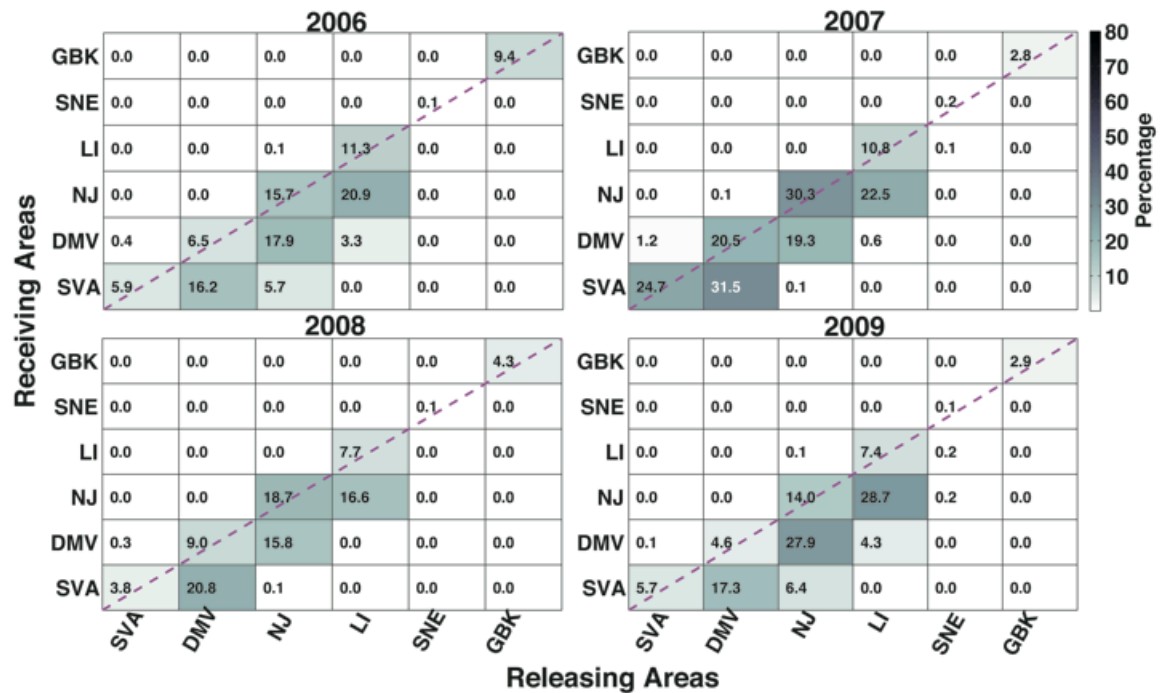 2006
2007
GBK 0.0 0.0 0.0 0.0 0.0 9.4
SNE 0.0 0.0 0.0 0.0 0.1 0.0
LI 0.0 0.0 0.1 11.3 0.0 0.0
NJ 0.0 0.0 15.7 20.9 0.0 0.0
DMV 0.4 6.5 17.9 3.3 0.0 0.0
SVA 5.9 16.2 5.7 0.0 0.0 0.0
GBK 0.0 0.0 0.0 0.0 0.0 2.8
SNE 0.0 0.0 0.0 0.0 0.2 0.0
LI 0.0 0.0 0.0 10.8 0.1 0.0
NJ 0.0 0.1 30.3 22.5 0.0 0.0
DMV 1.2 20.5 19.3 0.6 0.0 0.0
SVA 24.7 31.5 0.1 0.0 0.0 0.0
80
70
60
50
40
30
20
10
Percentage
Receiving Areas
2008
2009
GBK 0.0 0.0 0.0 0.0 0.0 4.3
SNE 0.0 0.0 0.0 0.0 0.1 0.0
LI 0.0 0.0 0.0 7.7 0.0 0.0
NJ 0.0 0.0 18.7 16.6 0.0 0.0
DMV 0.3 9.0 15.8 0.0 0.0 0.0
SVA 3.8 20.8 0.1 0.0 0.0 0.0
SVA DMV NJ LI SNE GBK
GBK 0.0 0.0 0.0 0.0 0.0 2.9
SNE 0.0 0.0 0.0 0.0 0.1 0.0
LI 0.0 0.0 0.1 7.4 0.2 0.0
NJ 0.0 0.0 14.0 28.7 0.2 0.0
DMV 0.1 4.6 27.9 4.3 0.0 0.0
SVA 5.7 17.3 6.4 0.0 0.0 0.0
SVA DMV NJ LI SNE GBK
Releasing Areas